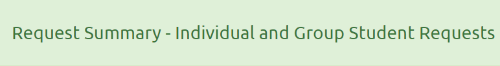 Request Summary - Individual and Group Student Requests